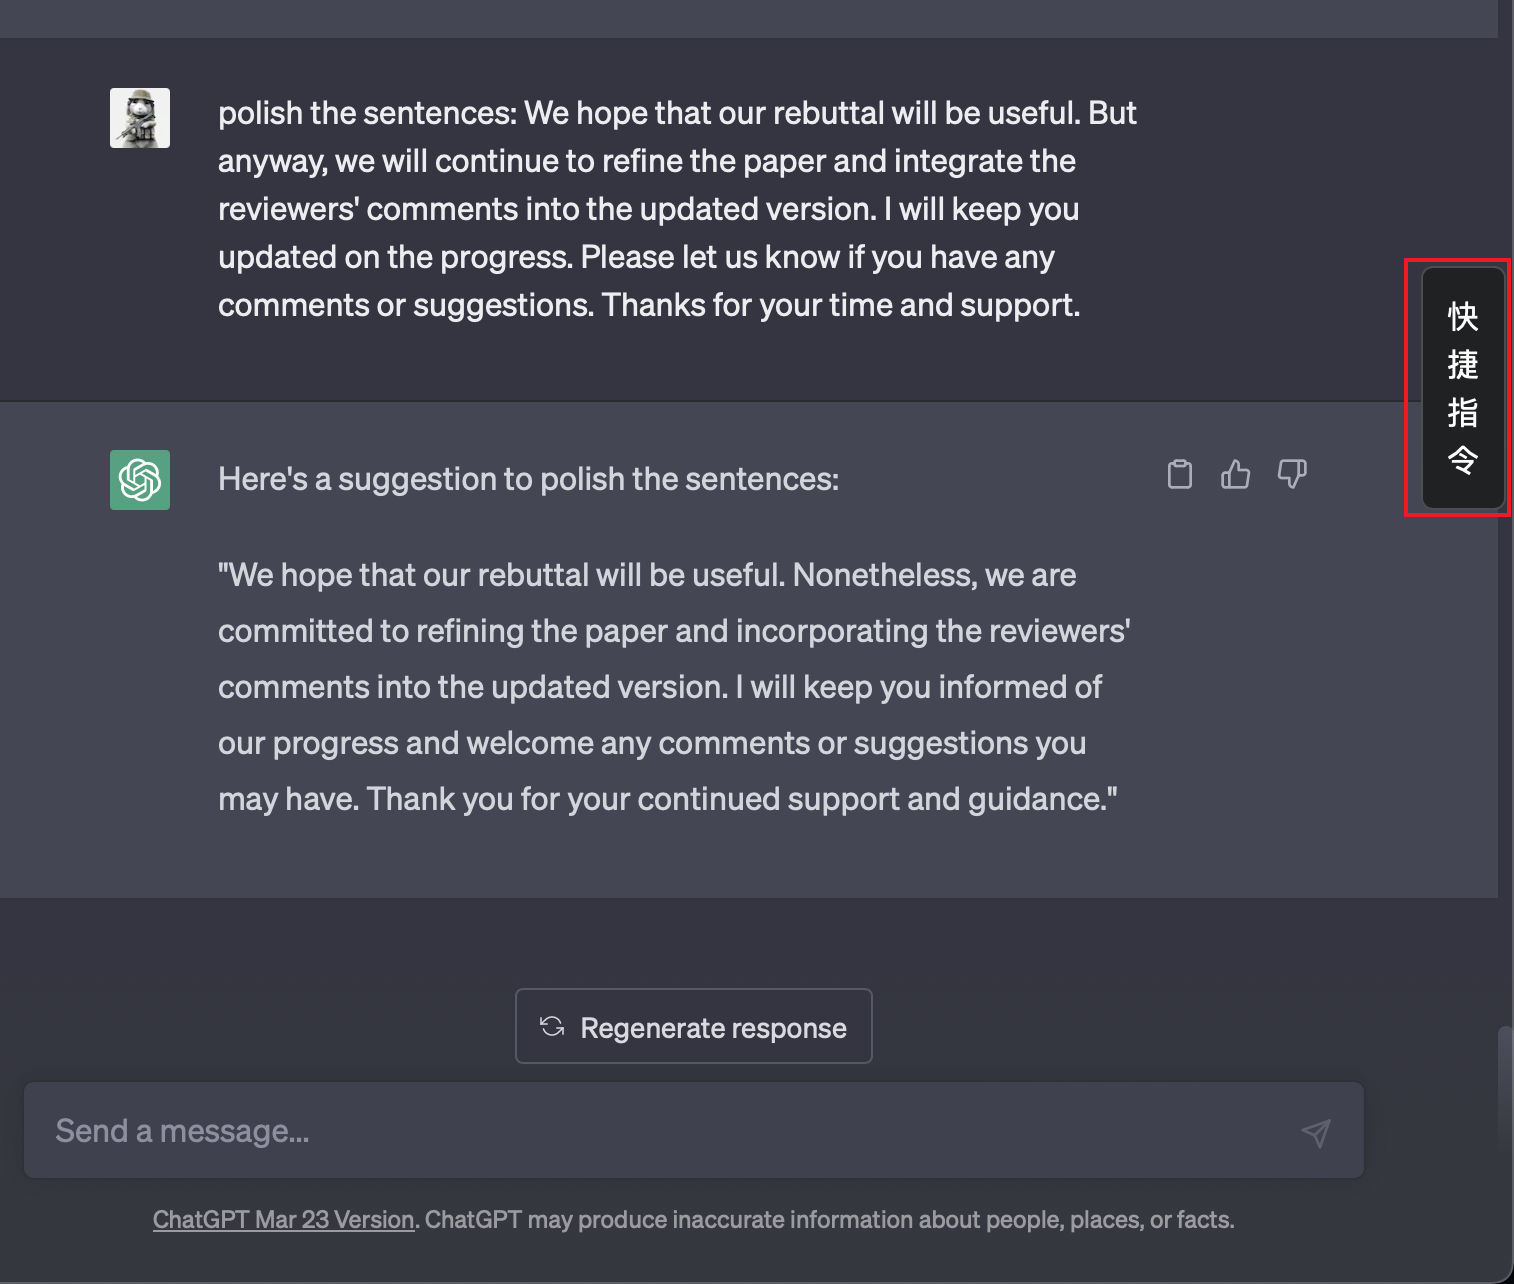 polish the sentences: We hope that our rebuttal will be useful. But
anyway, we will continue to refine the paper and integrate the
reviewers' comments into the updated version. I will keep you
updated on the progress. Please let us know if you have any
comments or suggestions. Thanks for your time and support.
快
捷
指
令
Here's a suggestion to polish the sentences:
"We hope that our rebuttal will be useful. Nonetheless, we are
committed to refining the paper and incorporating the reviewers'
comments into the updated version. I will keep you informed of
our progress and welcome any comments or suggestions you
may have. Thank you for your continued support and guidance."
Regenerate response
Send a message...
ChatGPT Mar 23 Version. ChatGPT may produce inaccurate information about people, places, or facts.